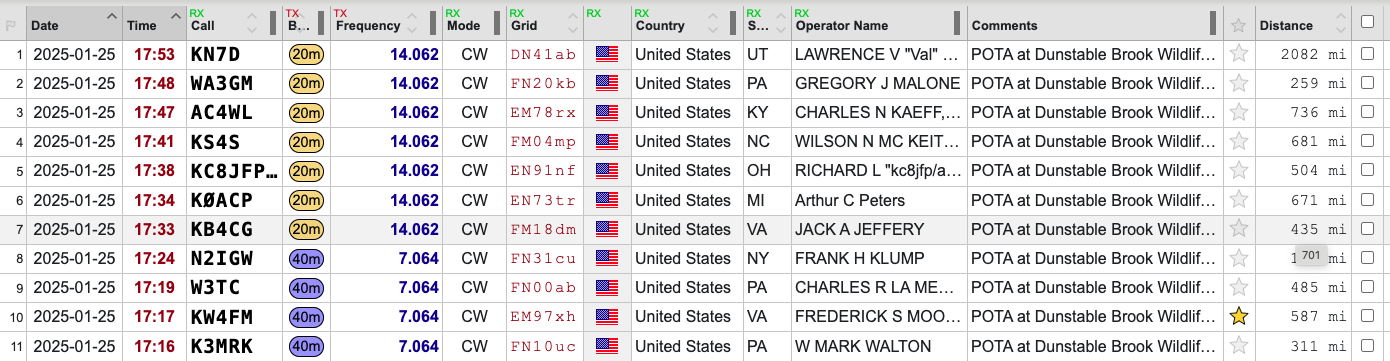 Date Time RX Call TX B... TX Frequency RX Mode RX Grid RX RX Country RX S... RX Operator Name Comments Distance
1 2025-01-25 17:53 KN7D 20m 14.062 CW DN41ab United States UT LAWRENCE V "Val" ... POTA at Dunstable Brook Wildlif... 2082 mi
2 2025-01-25 17:48 WA3GM 20m 14.062 CW FN20kb United States PA GREGORY J MALONE POTA at Dunstable Brook Wildlif... 259 mi
3 2025-01-25 17:47 AC4WL 20m 14.062 CW EM78rx United States KY CHARLES N KAEFF,... POTA at Dunstable Brook Wildlif... 736 mi
4 2025-01-25 17:41 KS4S 20m 14.062 CW FM04mp United States NC WILSON N MC KEIT... POTA at Dunstable Brook Wildlif... 681 mi
5 2025-01-25 17:38 KC8JFP... 20m 14.062 CW EN91nf United States OH RICHARD L "kc8jfp/a... POTA at Dunstable Brook Wildlif... 504 mi
6 2025-01-25 17:34 KØACP 20m 14.062 CW EN73tr United States MI Arthur C Peters POTA at Dunstable Brook Wildlif... 671 mi
7 2025-01-25 17:33 KB4CG 20m 14.062 CW FM18dm United States VA JACK A JEFFERY POTA at Dunstable Brook Wildlif... 435 mi
8 2025-01-25 17:24 N2IGW 40m 7.064 CW FN31cu United States NY FRANK H KLUMP POTA at Dunstable Brook Wildlif... 701 mi
9 2025-01-25 17:19 W3TC 40m 7.064 CW FN00ab United States PA CHARLES R LA ME... POTA at Dunstable Brook Wildlif... 485 mi
10 2025-01-25 17:17 KW4FM 40m 7.064 CW EM97xh United States VA FREDERICK S MOO... POTA at Dunstable Brook Wildlif... 587 mi
11 2025-01-25 17:16 K3MRK 40m 7.064 CW FN10uc United States PA W MARK WALTON POTA at Dunstable Brook Wildlif... 311 mi